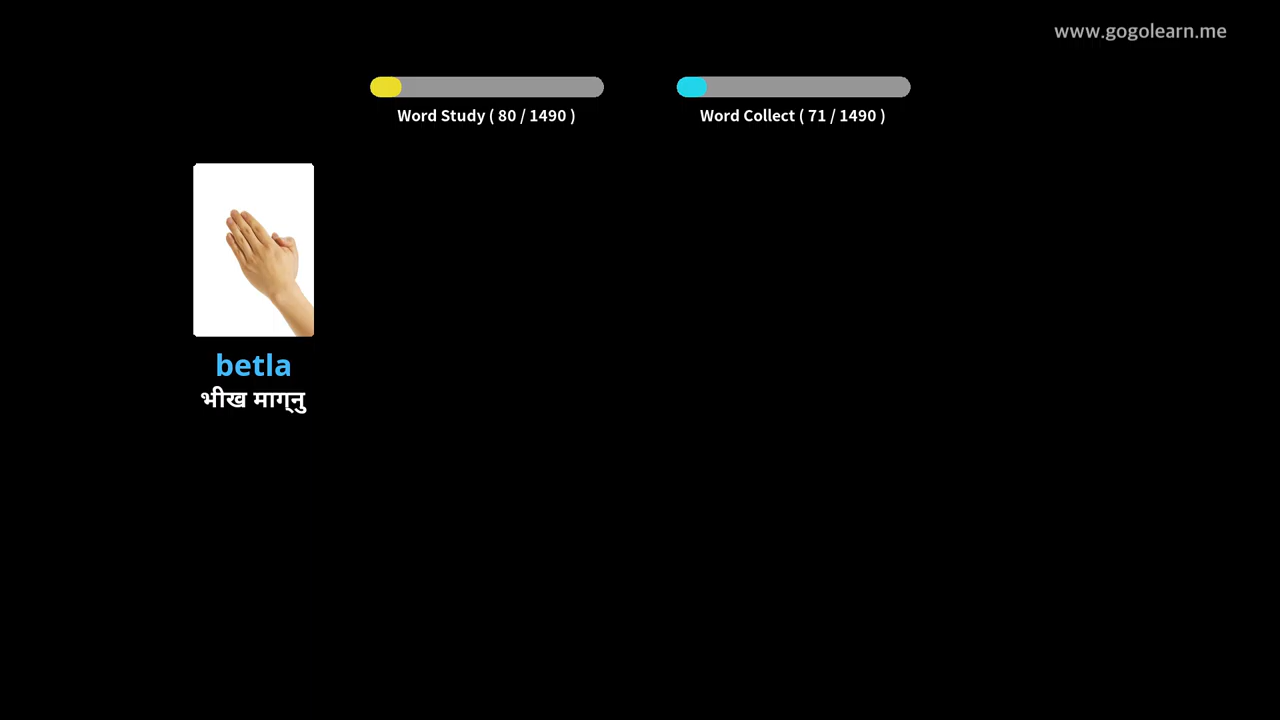 www.gogolearn.me
Word Study ( 80 / 1490 )
Word Collect ( 71 / 1490 )
betla
भीख माग्नु